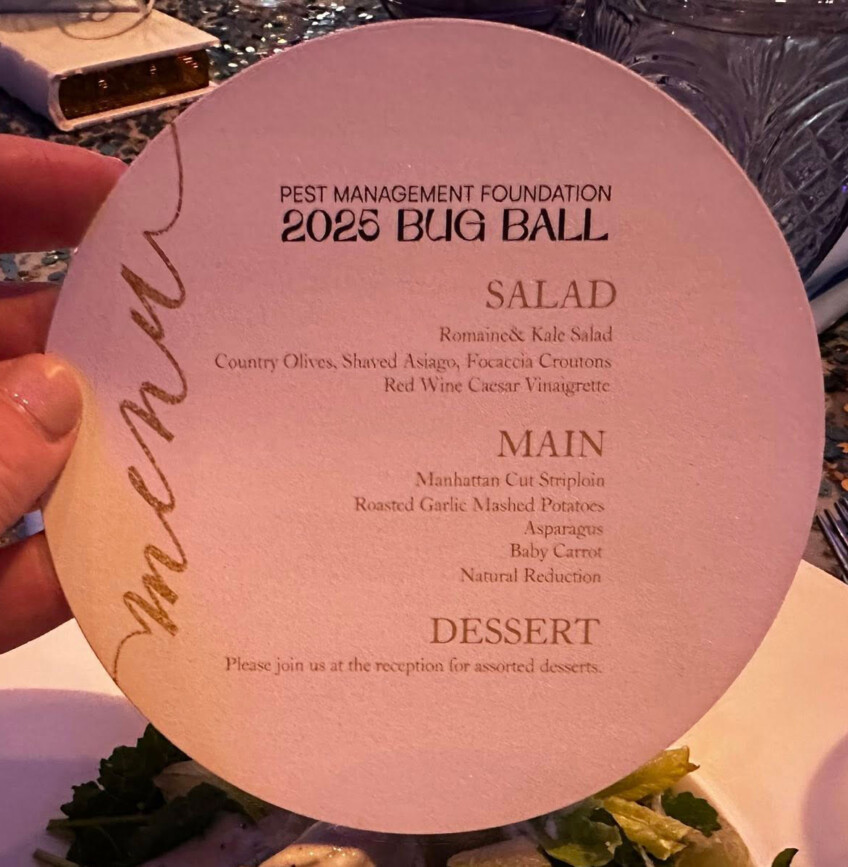 menu
PEST MANAGEMENT FOUNDATION
2025 BUG BALL
SALAD
Romaine& Kale Salad
Country Olives, Shaved Asiago, Focaccia Croutons
Red Wine Caesar Vinaigrette
MAIN
Manhattan Cut Striploin
Roasted Garlic Mashed Potatoes
Asparagus
Baby Carrot
Natural Reduction
DESSERT
Please join us at the reception for assorted desserts.